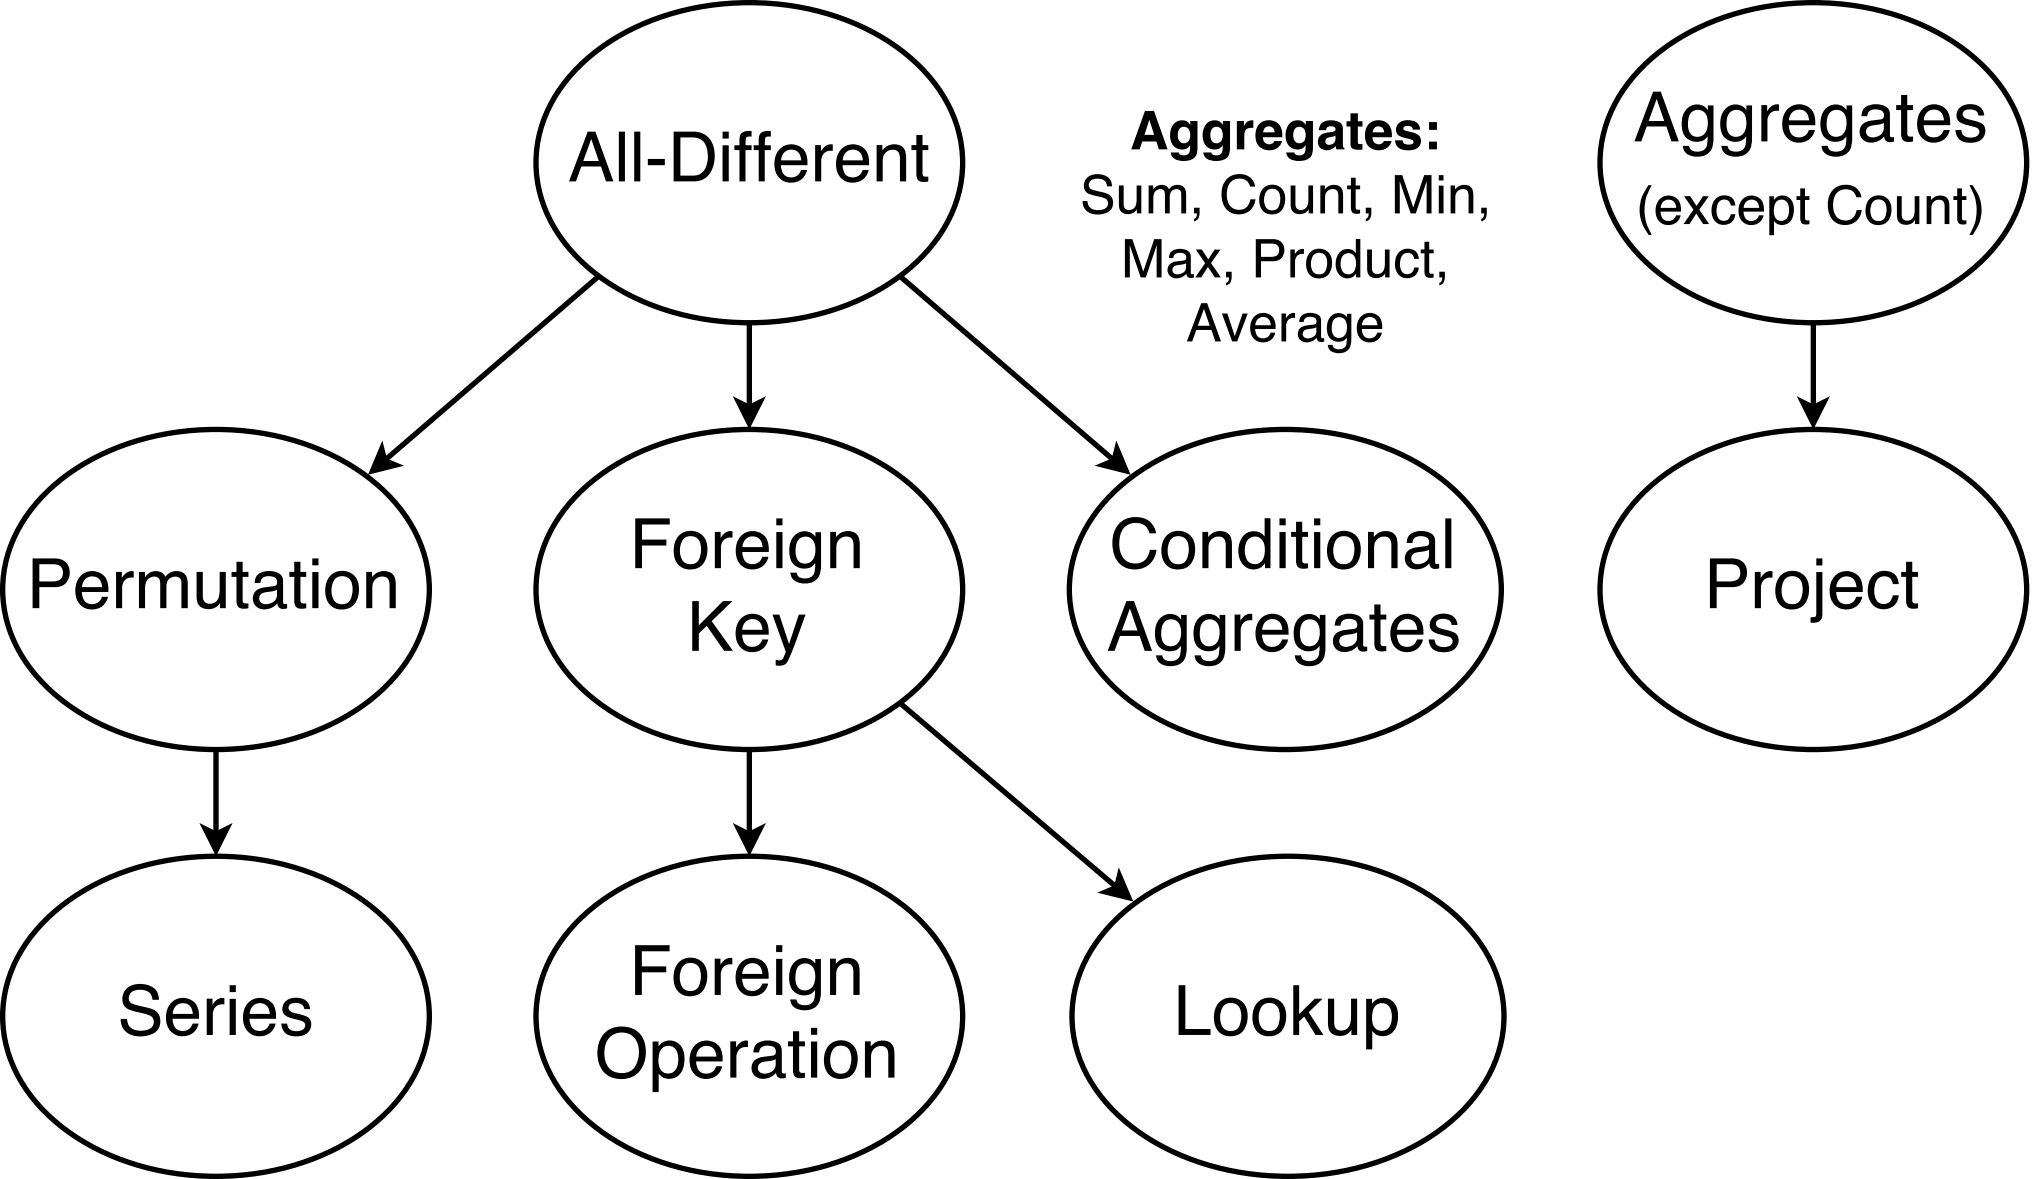 All-Different
Aggregates:
Sum, Count, Min,
Max, Product,
Average
Aggregates
(except Count)
Permutation
Foreign
Key
Conditional
Aggregates
Project
Series
Foreign
Operation
Lookup